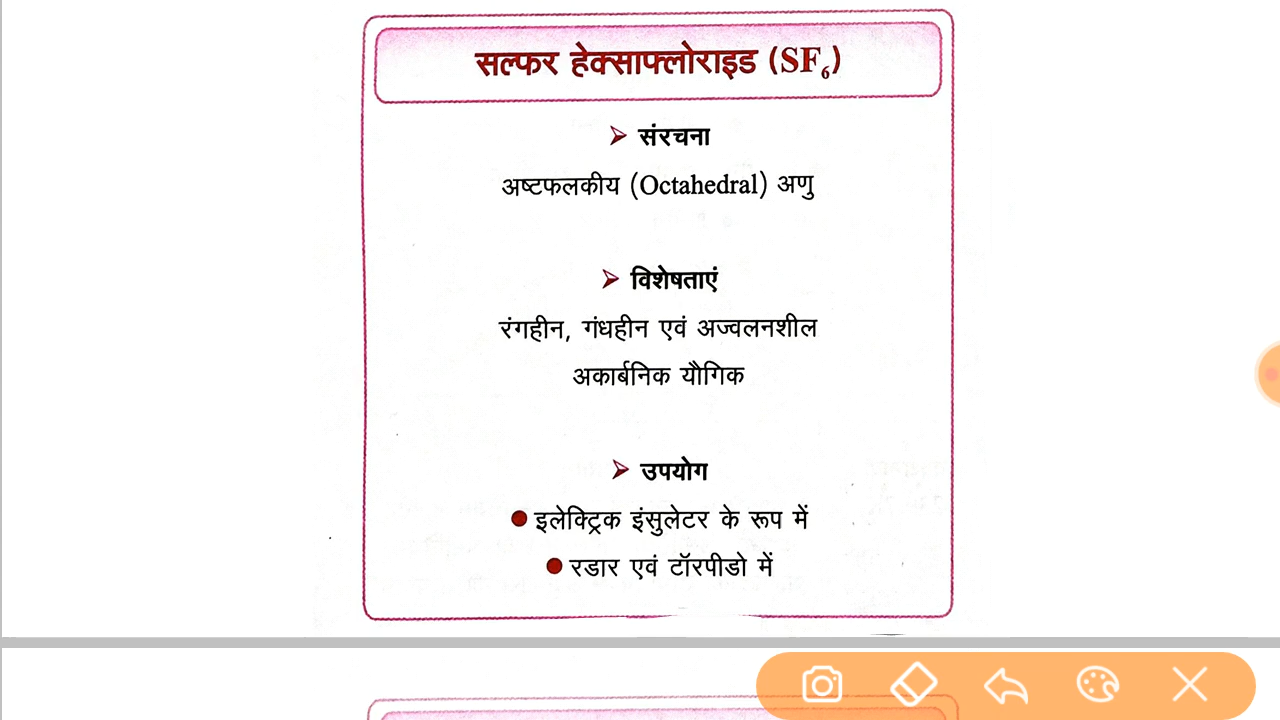 सल्फर हेक्साफ्लोराइड (SF₆)
➢ संरचना
अष्टफलकीय (Octahedral) अणु
➢ विशेषताएं
रंगहीन, गंधहीन एवं अज्वलनशील
अकार्बनिक यौगिक
➢ उपयोग
● इलेक्ट्रिक इंसुलेटर के रूप में
● रडार एवं टॉरपीडो में